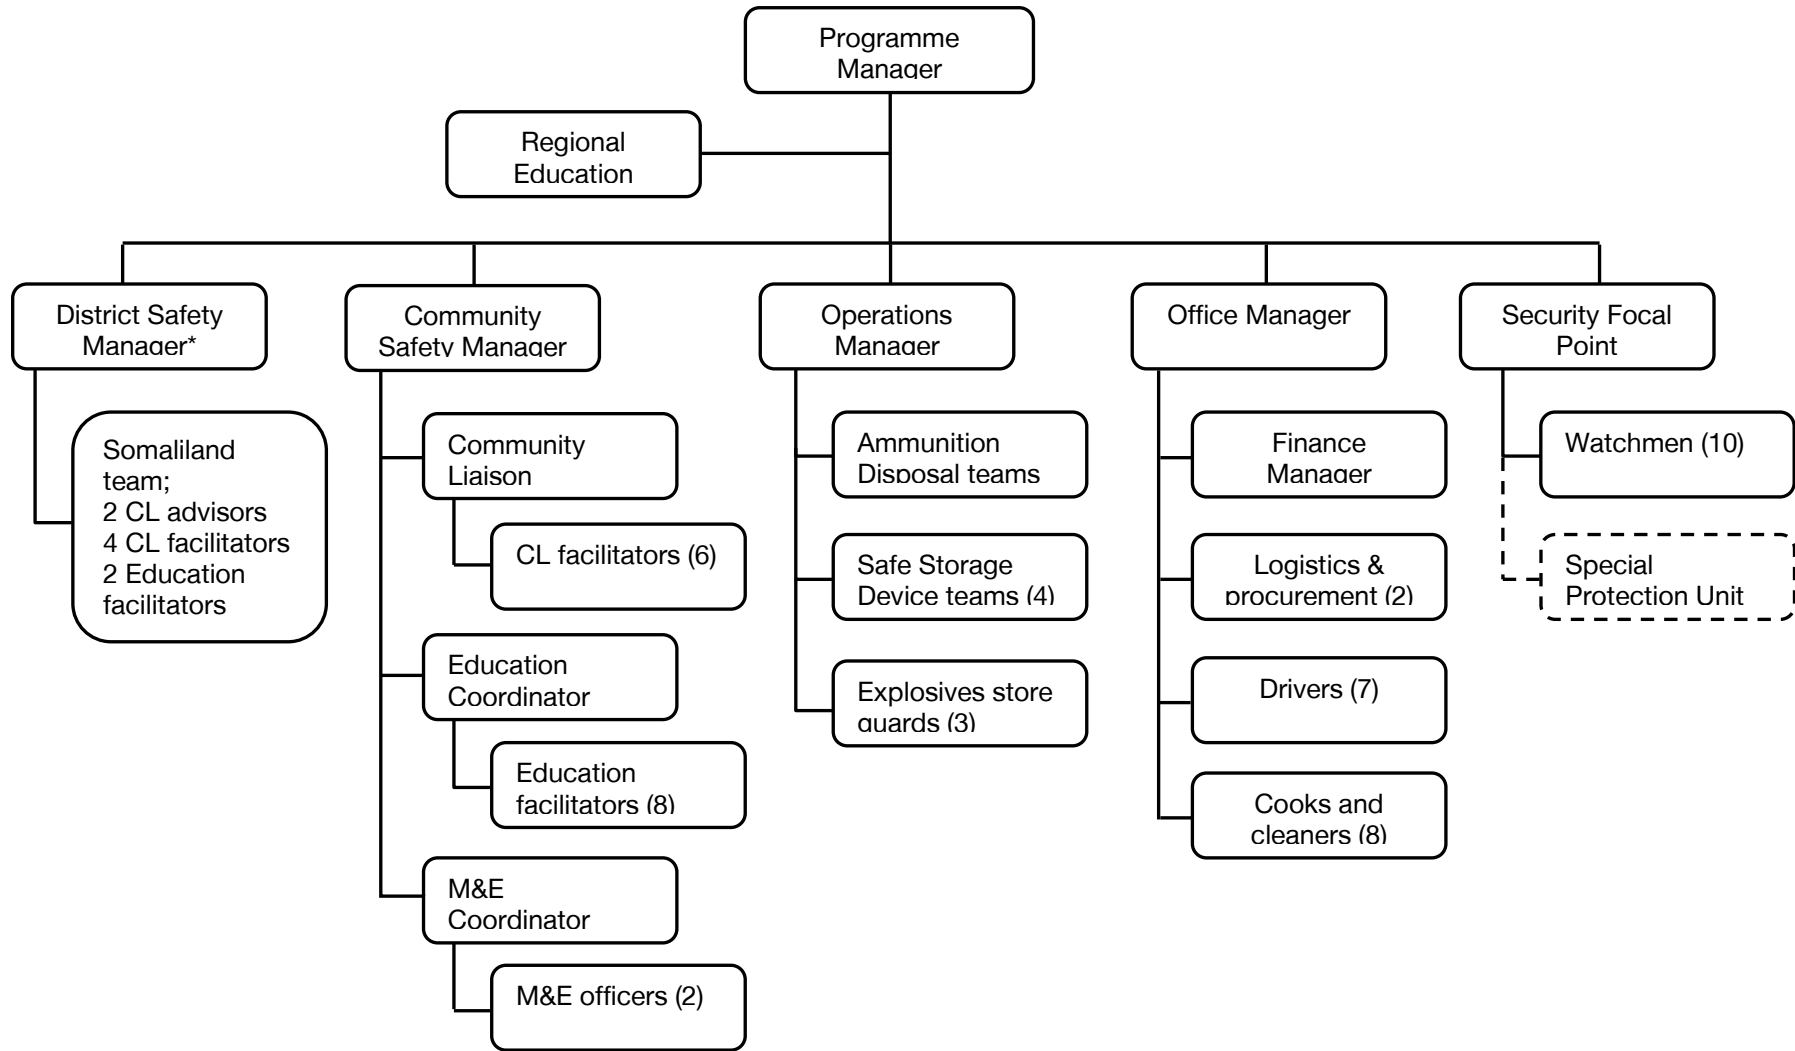 Programme
Manager
Regional
Education
District Safety
Manager*
Community
Safety Manager
Operations
Manager
Office Manager
Security Focal
Point
Somaliland
team;
2 CL advisors
4 CL facilitators
2 Education
facilitators
Community
Liaison
CL facilitators (6)
Education
Coordinator
Education
facilitators (8)
M&E
Coordinator
M&E officers (2)
Ammunition
Disposal teams
Safe Storage
Device teams (4)
Explosives store
guards (3)
Finance
Manager
Logistics &
procurement (2)
Drivers (7)
Cooks and
cleaners (8)
Watchmen (10)
Special
Protection Unit